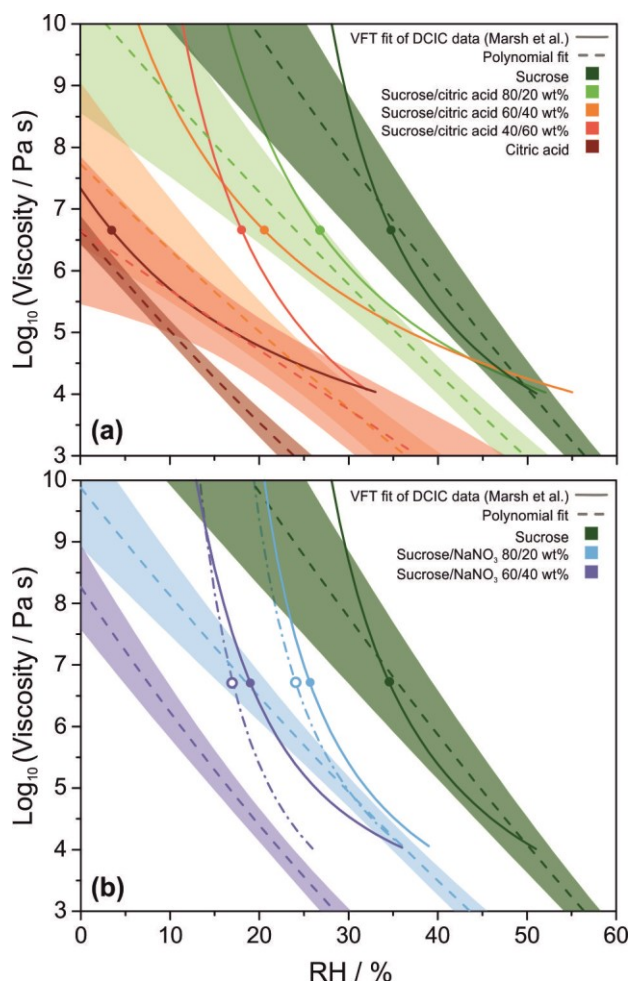 10
9
8
7
6
5
4
3
Log₁₀ (Viscosity / Pa s)
VFT fit of DCIC data (Marsh et al.)
Polynomial fit
Sucrose
Sucrose/citric acid 80/20 wt%
Sucrose/citric acid 60/40 wt%
Sucrose/citric acid 40/60 wt%
Citric acid
(a)
10
9
8
7
6
5
4
3
Log₁₀ (Viscosity / Pa s)
VFT fit of DCIC data (Marsh et al.)
Polynomial fit
Sucrose
Sucrose/NaNO₃ 80/20 wt%
Sucrose/NaNO₃ 60/40 wt%
(b)
0 10 20 30 40 50 60
RH / %